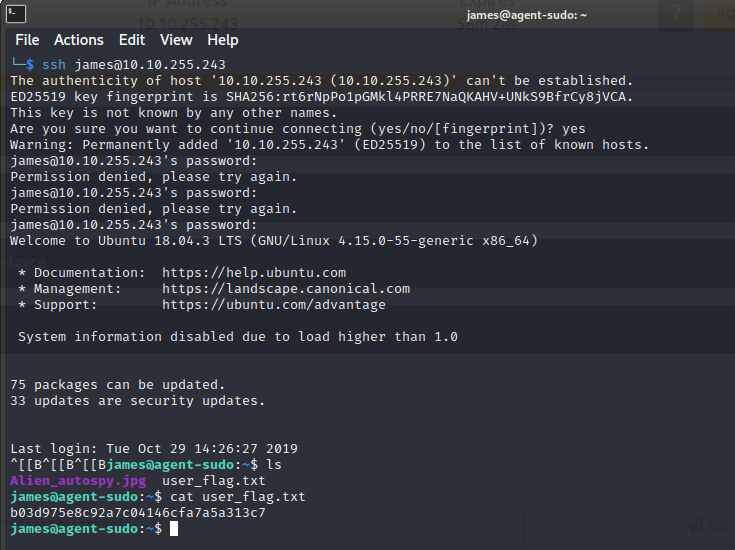 james@agent-sudo: ~
File Actions Edit View Help
└─$ ssh james@10.10.255.243
The authenticity of host '10.10.255.243 (10.10.255.243)' can't be established.
ED25519 key fingerprint is SHA256:rt6rNpPo1pGMkl4PRRE7NaQKAHV+UNkS9BfrCy8jVCA.
This key is not known by any other names.
Are you sure you want to continue connecting (yes/no/[fingerprint])? yes
Warning: Permanently added '10.10.255.243' (ED25519) to the list of known hosts.
james@10.10.255.243's password:
Permission denied, please try again.
james@10.10.255.243's password:
Permission denied, please try again.
james@10.10.255.243's password:
Welcome to Ubuntu 18.04.3 LTS (GNU/Linux 4.15.0-55-generic x86_64)
* Documentation: https://help.ubuntu.com
* Management: https://landscape.canonical.com
* Support: https://ubuntu.com/advantage
System information disabled due to load higher than 1.0
75 packages can be updated.
33 updates are security updates.
Last login: Tue Oct 29 14:26:27 2019
^[[B^[[B^[[Bjames@agent-sudo:~$ ls
Alien_autospy.jpg user_flag.txt
james@agent-sudo:~$ cat user_flag.txt
b03d975e8c92a7c04146cfa7a5a313c7
james@agent-sudo:~$